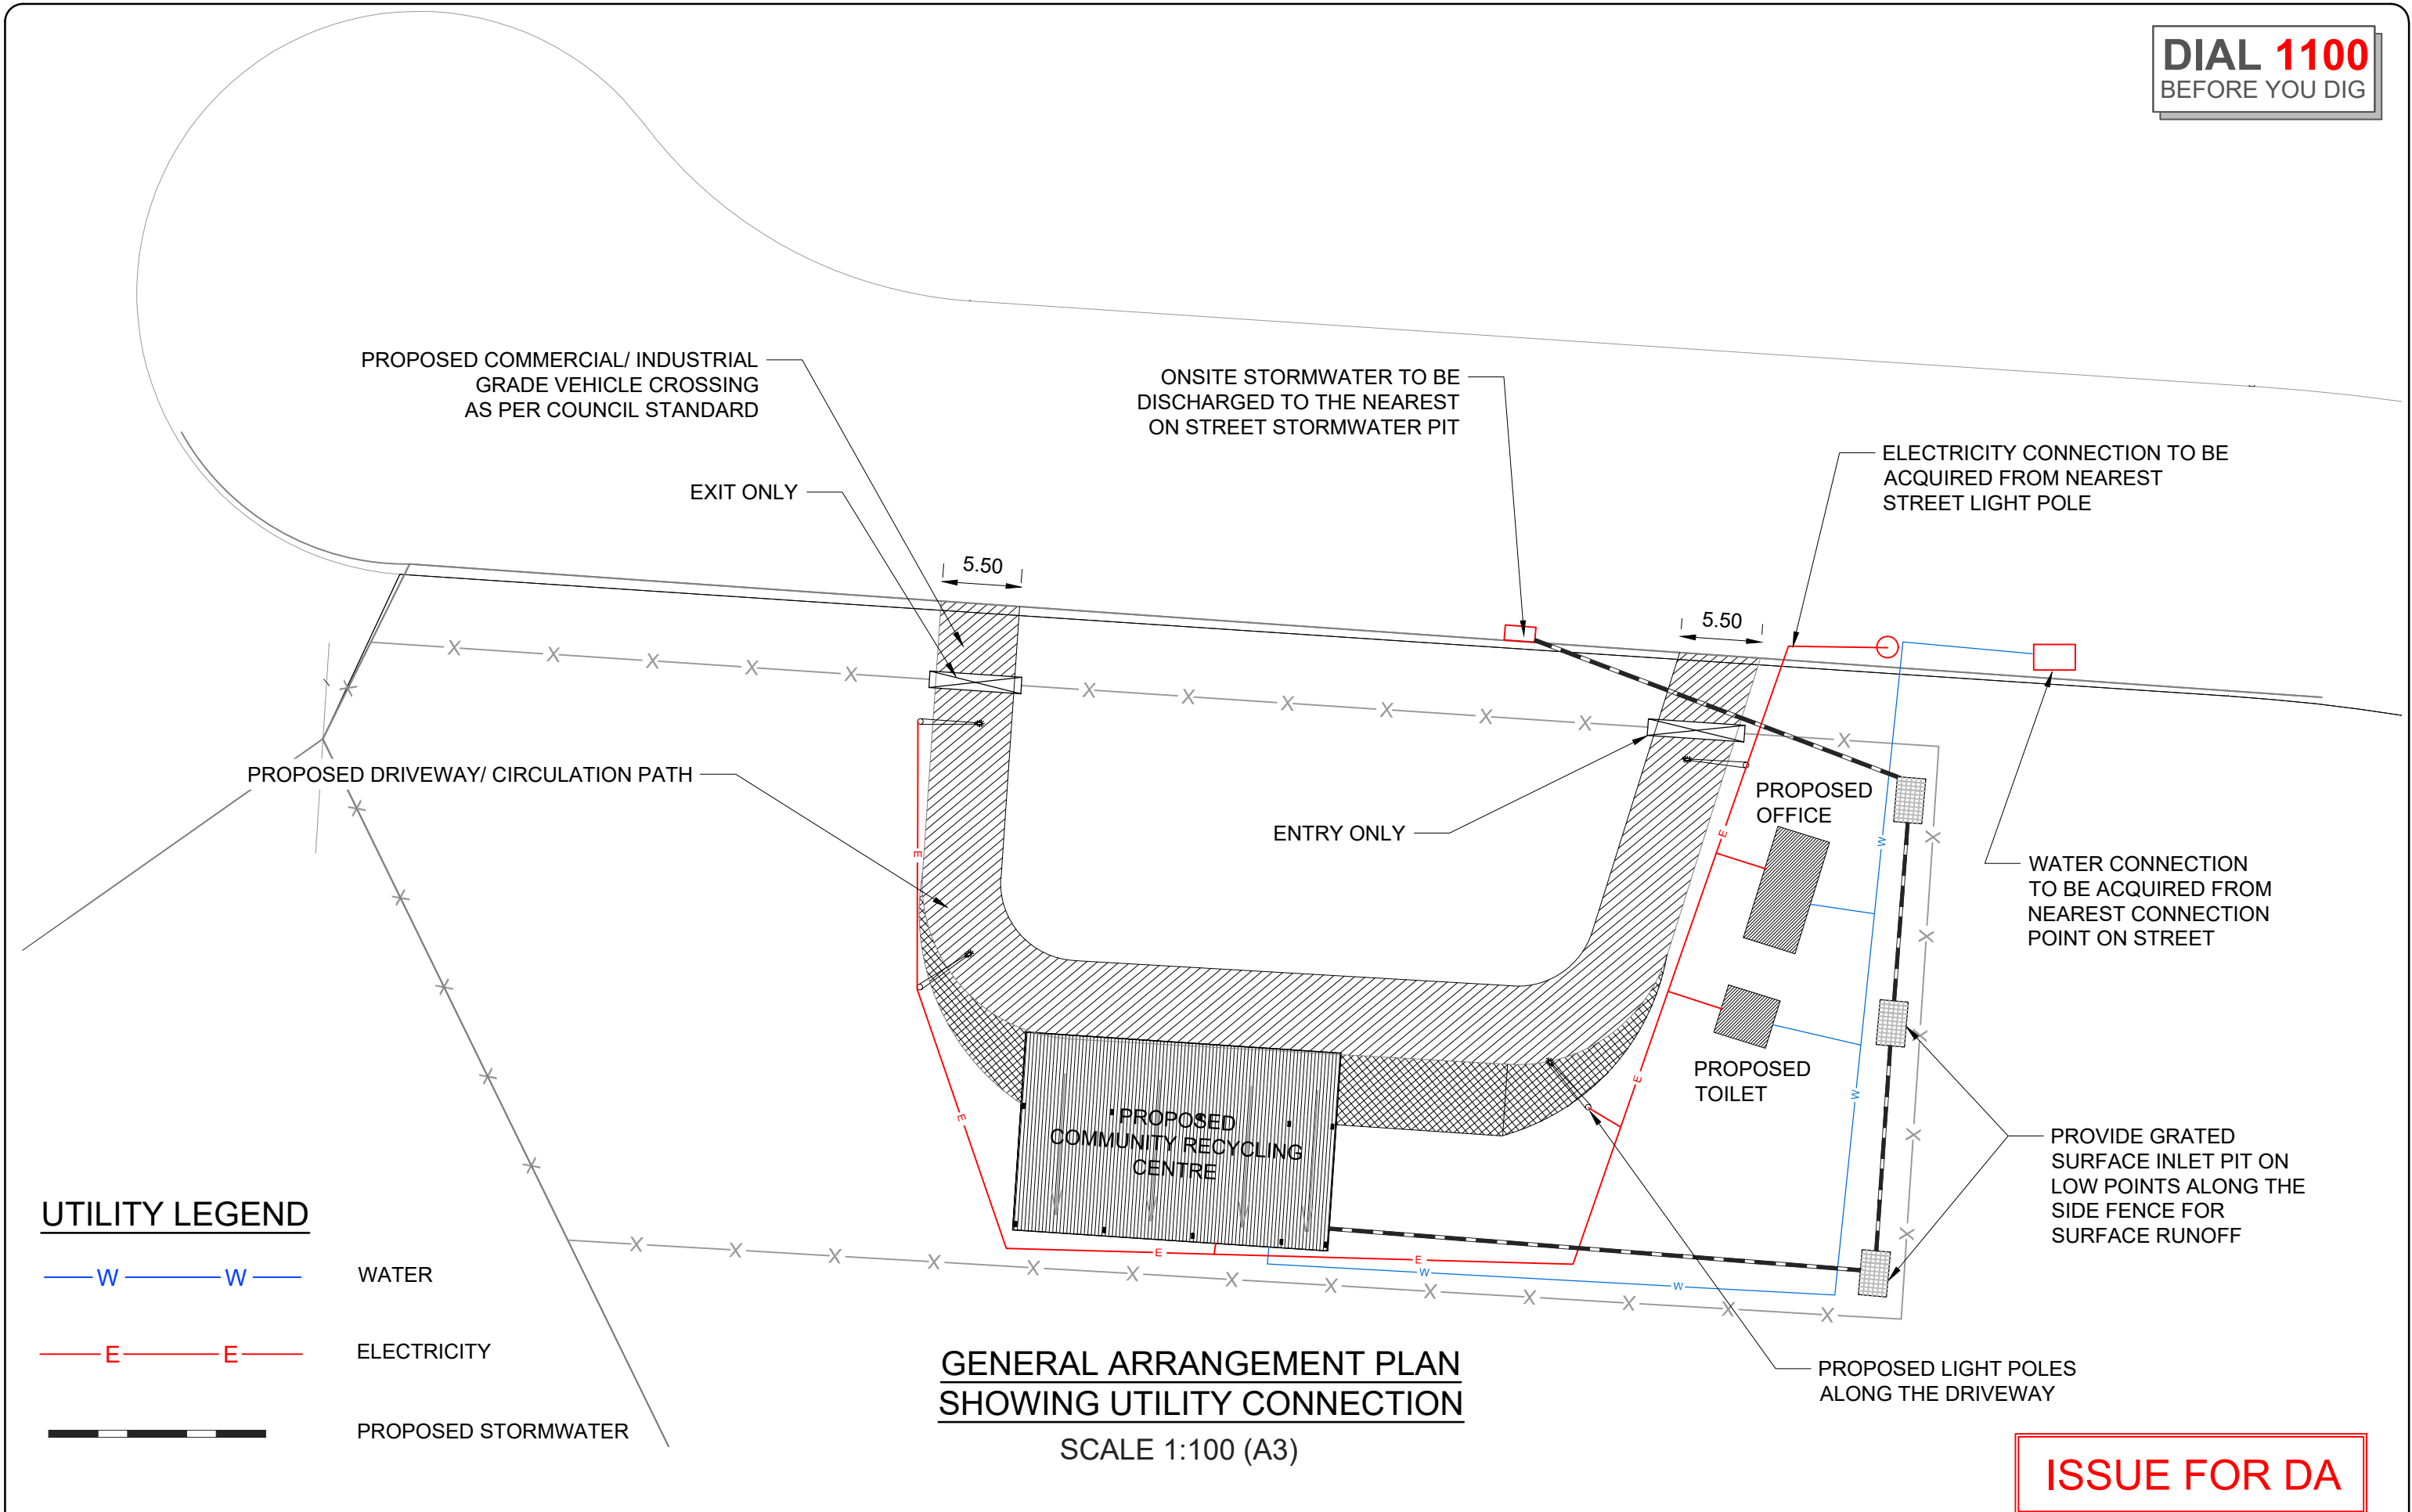 DIAL 1100
BEFORE YOU DIG
PROPOSED COMMERCIAL/ INDUSTRIAL
GRADE VEHICLE CROSSING
AS PER COUNCIL STANDARD
EXIT ONLY
ONSITE STORMWATER TO BE
DISCHARGED TO THE NEAREST
ON STREET STORMWATER PIT
ELECTRICITY CONNECTION TO BE
ACQUIRED FROM NEAREST
STREET LIGHT POLE
5.50
5.50
PROPOSED DRIVEWAY/ CIRCULATION PATH
ENTRY ONLY
PROPOSED
OFFICE
WATER CONNECTION
TO BE ACQUIRED FROM
NEAREST CONNECTION
POINT ON STREET
PROPOSED
TOILET
PROPOSED
COMMUNITY RECYCLING
CENTRE
PROVIDE GRATED
SURFACE INLET PIT ON
LOW POINTS ALONG THE
SIDE FENCE FOR
SURFACE RUNOFF
PROPOSED LIGHT POLES
ALONG THE DRIVEWAY
UTILITY LEGEND
W W WATER
E E ELECTRICITY
PROPOSED STORMWATER
GENERAL ARRANGEMENT PLAN
SHOWING UTILITY CONNECTION
SCALE 1:100 (A3)
ISSUE FOR DA